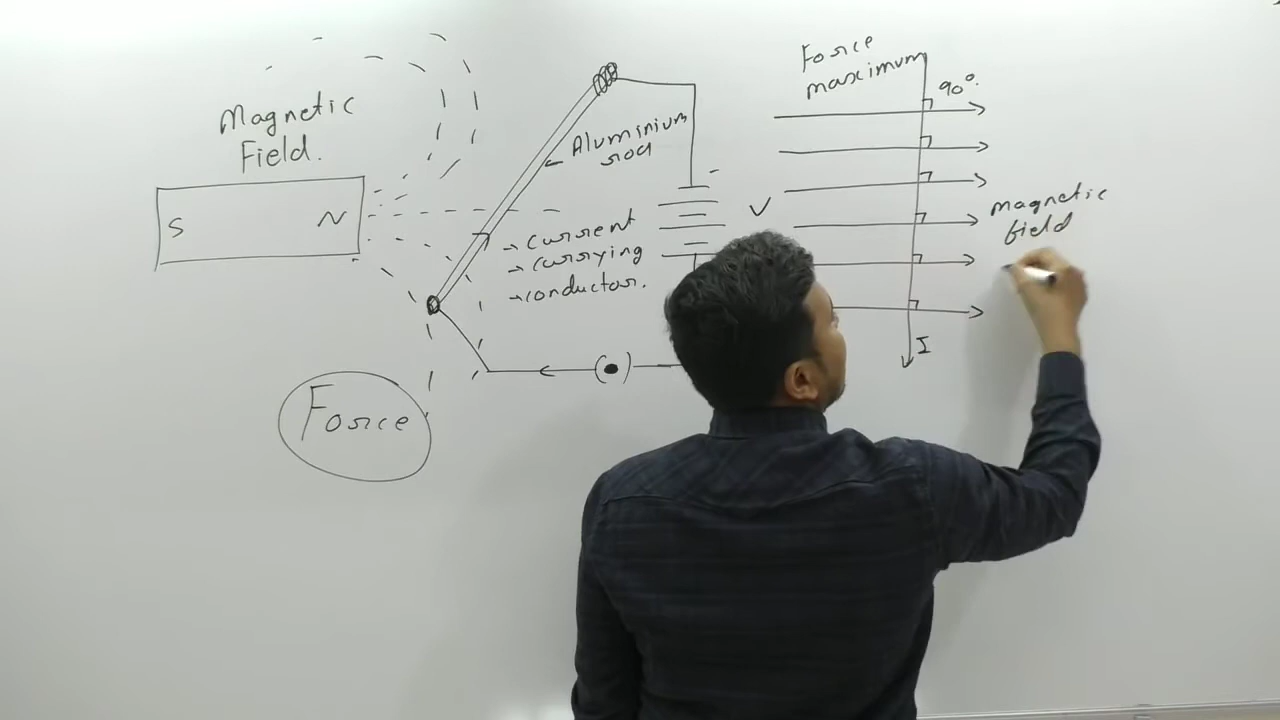 Magnetic
Field.
S
N
Force
Aluminium
rod
→ current
→ carrying
→ conductor.
-
V
Force
maximum
90°.
magnetic
field
I